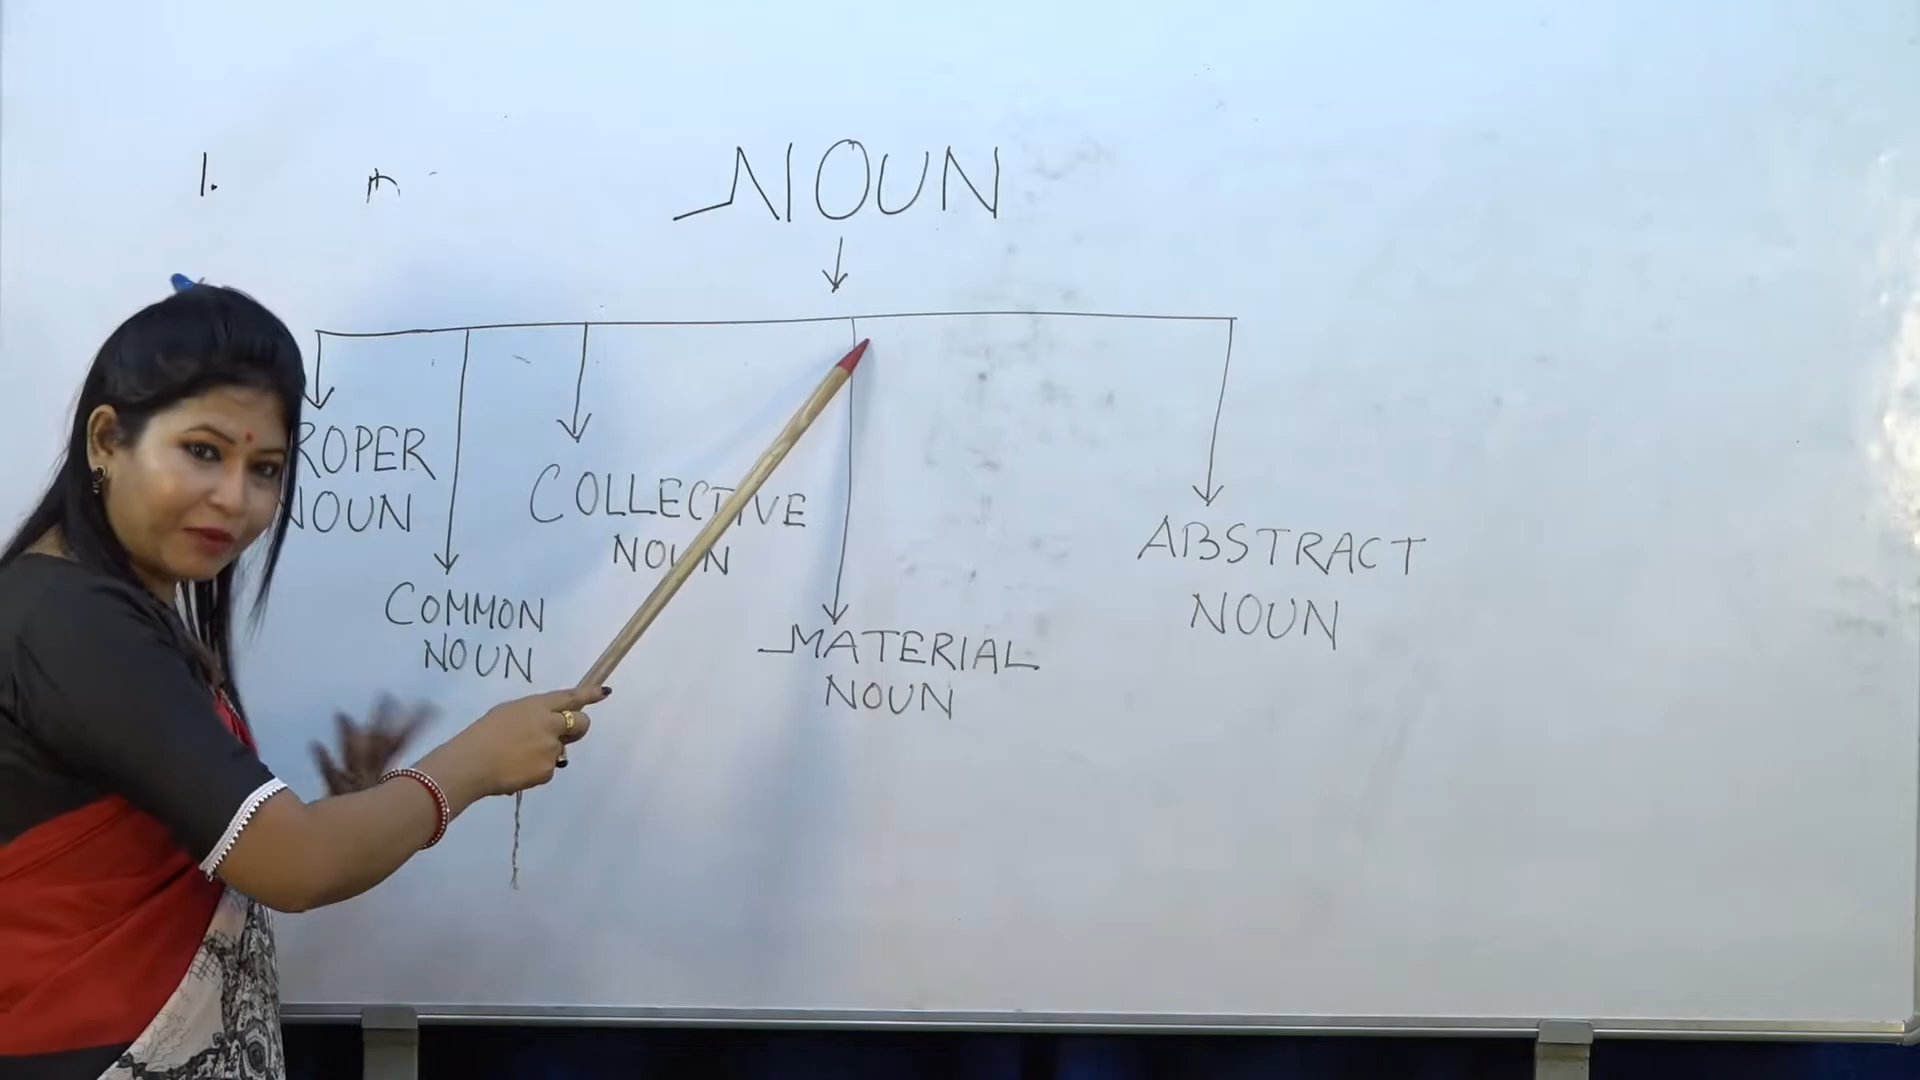 1.
NOUN
ROPER
NOUN
COMMON
NOUN
COLLECTIVE
NOUN
MATERIAL
NOUN
ABSTRACT
NOUN